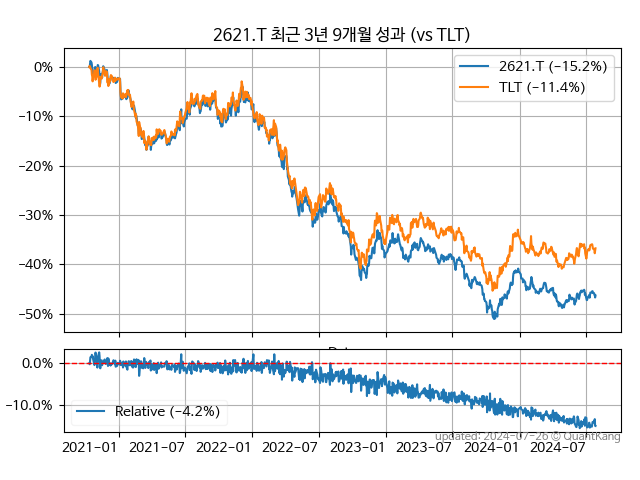 2621.T 최근 3년 9개월 성과 (vs TLT)
2621.T (−15.2%)
TLT (−11.4%)
0%
−10%
−20%
−30%
−40%
−50%
0.0%
−10.0%
Relative (−4.2%)
updated: 2024-07-26 © QuantKang
2021-01 2021-07 2022-01 2022-07 2023-01 2023-07 2024-01 2024-07